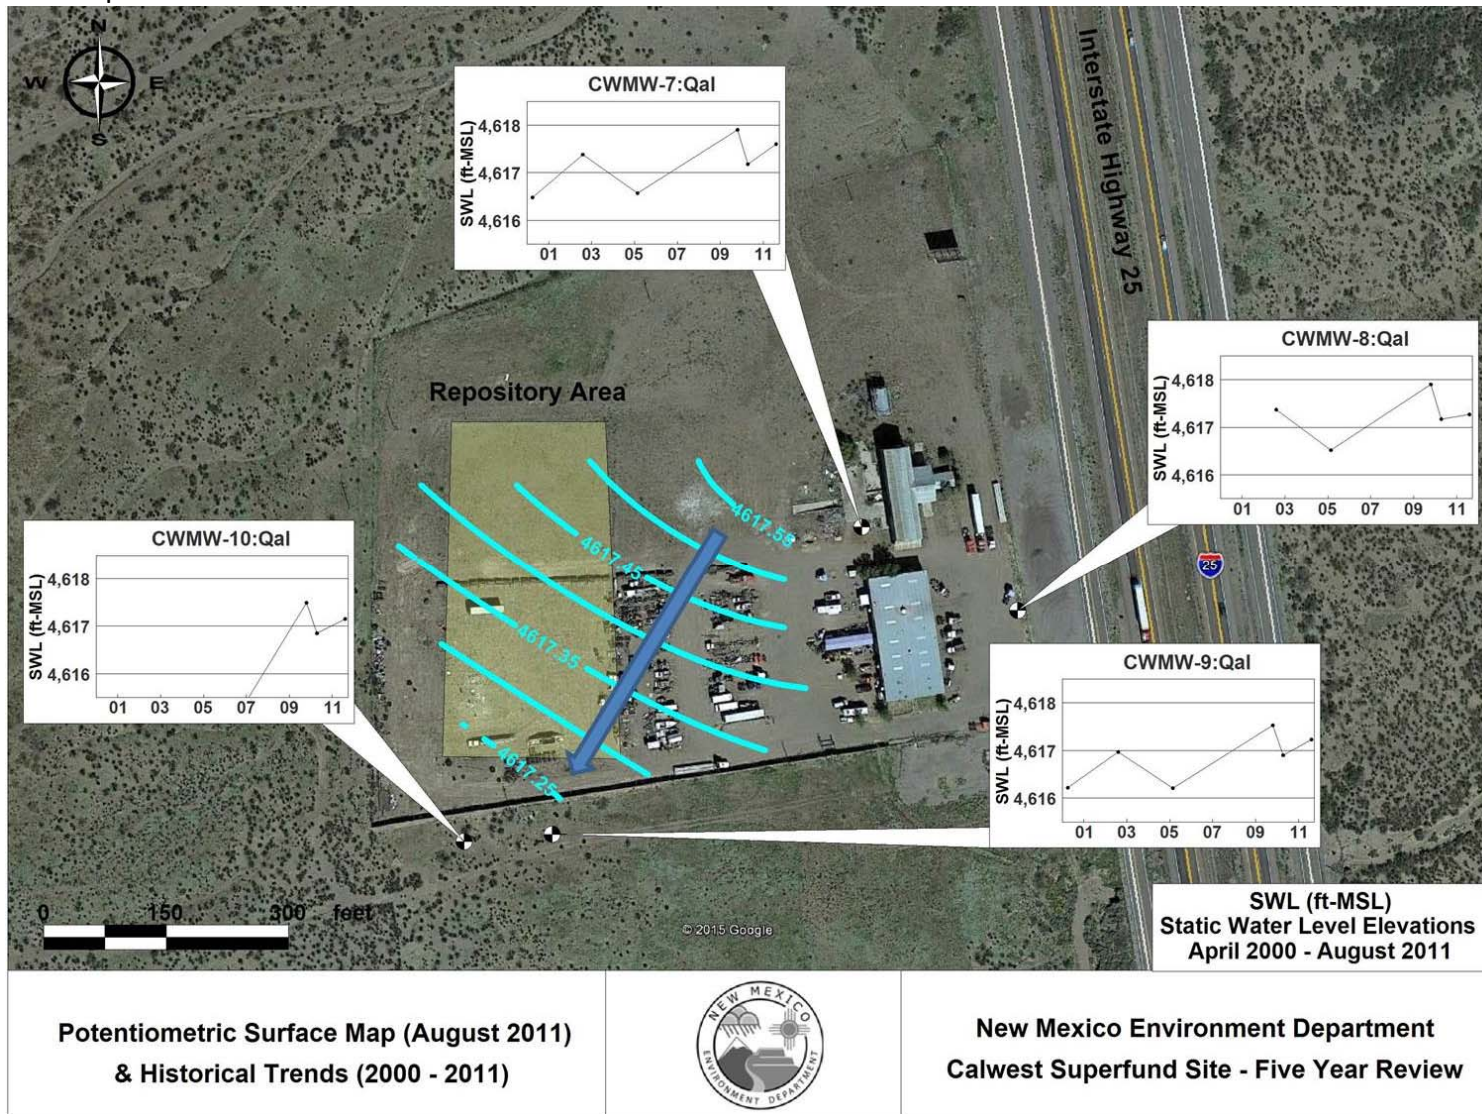 N
W E
S
CWMW-7:Qal
SWL (ft-MSL)
4,618
4,617
4,616
01 03 05 07 09 11
Interstate Highway 25
CWMW-8:Qal
SWL (ft-MSL)
4,618
4,617
4,616
01 03 05 07 09 11
Repository Area
4617.55
4617.45
4617.35
4617.25
25
CWMW-10:Qal
SWL (ft-MSL)
4,618
4,617
4,616
01 03 05 07 09 11
CWMW-9:Qal
SWL (ft-MSL)
4,618
4,617
4,616
01 03 05 07 09 11
0 150 300 feet
© 2015 Google
SWL (ft-MSL)
Static Water Level Elevations
April 2000 - August 2011
Potentiometric Surface Map (August 2011)
& Historical Trends (2000 - 2011)
NEW MEXICO
ENVIRONMENT DEPARTMENT
New Mexico Environment Department
Calwest Superfund Site - Five Year Review